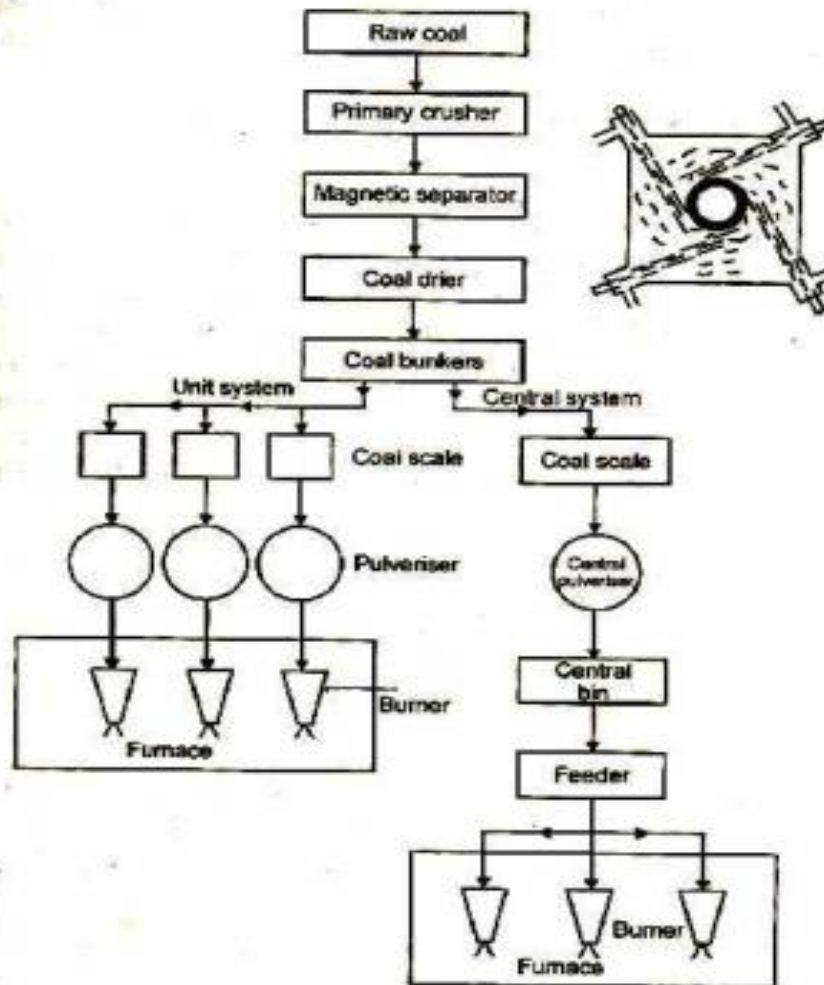 Raw coal
Primary crusher
Magnetic separator
Coal drier
Coal bunkers
Unit system
Central system
Coal scale
Coal scale
Pulveriser
Central
pulveriser
Central
bin
Burner
Furnace
Feeder
Burner
Furnace